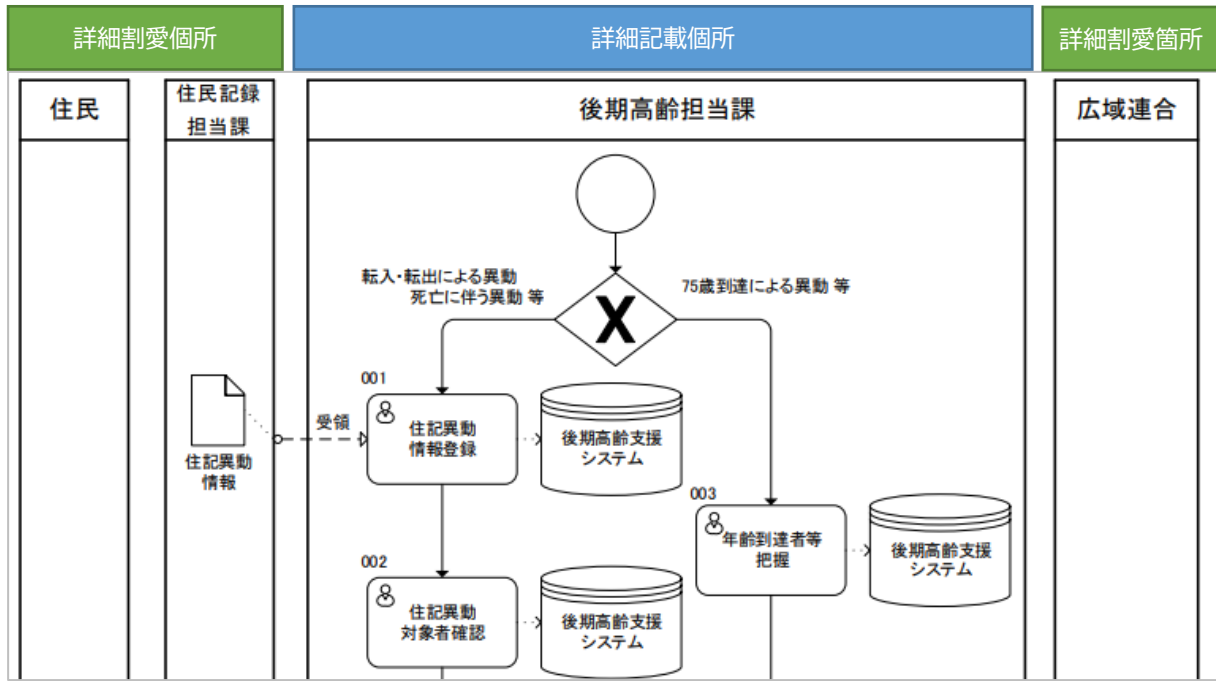 詳細割愛個所
詳細記載個所
詳細割愛箇所
住民
住民記録
担当課
後期高齢担当課
広域連合
転入・転出による異動
死亡に伴う異動 等
75歳到達による異動 等
X
001
住記異動
情報登録
後期高齢支援
システム
受領
住記異動
情報
003
年齢到達者等
把握
後期高齢支援
システム
002
住記異動
対象者確認
後期高齢支援
システム